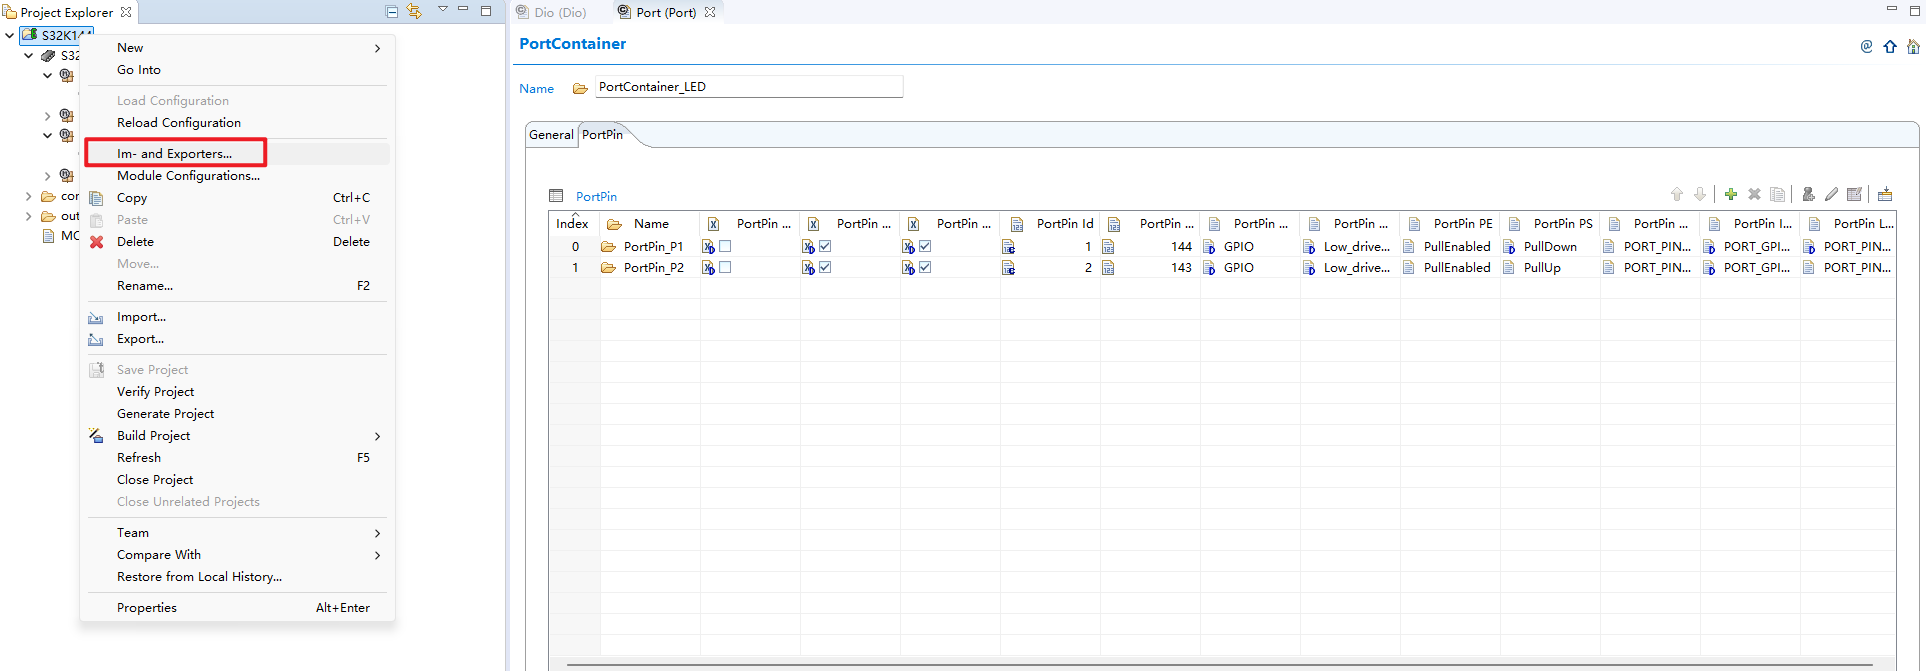 Project Explorer
S32K144
S32
con
out
MC
New
Go Into
Load Configuration
Reload Configuration
Im- and Exporters...
Module Configurations...
Copy Ctrl+C
Paste Ctrl+V
Delete Delete
Move...
Rename... F2
Import...
Export...
Save Project
Verify Project
Generate Project
Build Project
Refresh F5
Close Project
Close Unrelated Projects
Team
Compare With
Restore from Local History...
Properties Alt+Enter
Dio (Dio) Port (Port)
PortContainer
Name PortContainer_LED
General PortPin
PortPin
Index Name PortPin ... PortPin ... PortPin ... PortPin Id PortPin ... PortPin ... PortPin ... PortPin PE PortPin PS PortPin ... PortPin I... PortPin L...
0 PortPin_P1 1 144 GPIO Low_drive... PullEnabled PullDown PORT_PIN... PORT_GPI... PORT_PIN...
1 PortPin_P2 2 143 GPIO Low_drive... PullEnabled PullUp PORT_PIN... PORT_GPI... PORT_PIN...